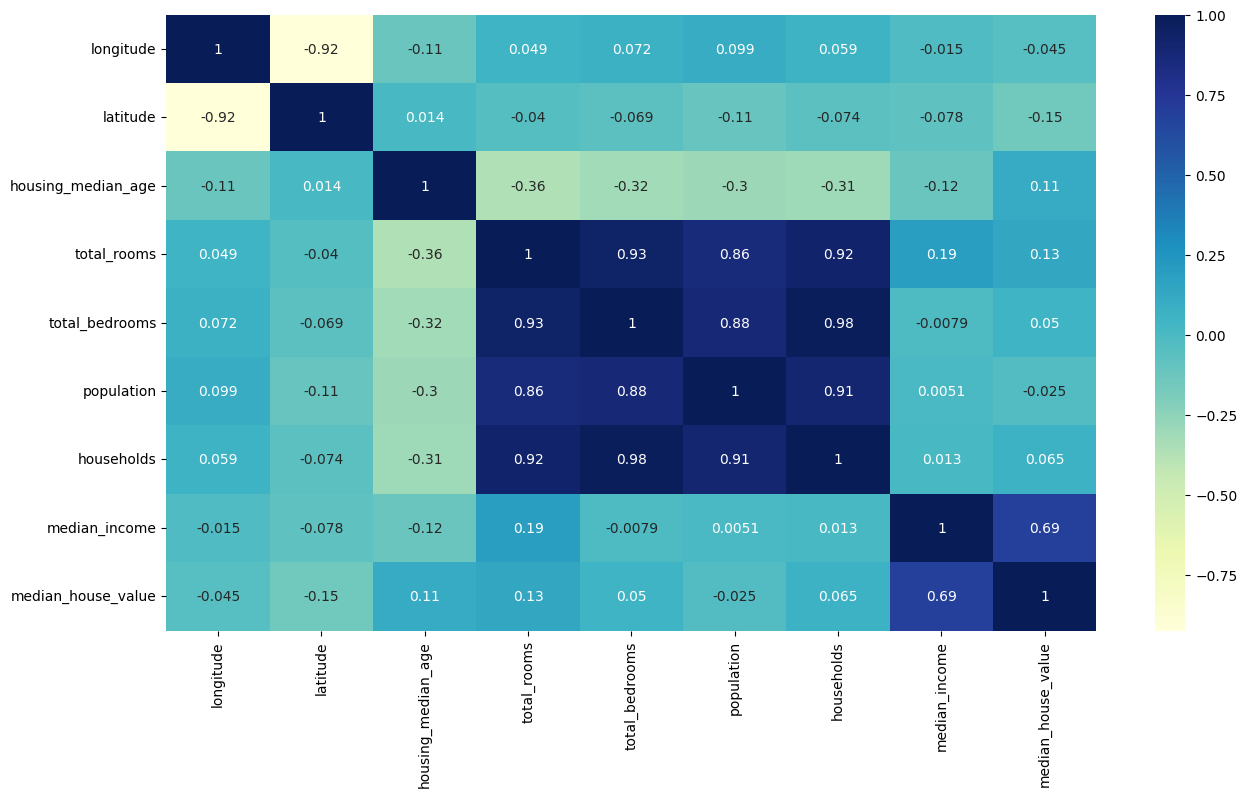 longitude 1 -0.92 -0.11 0.049 0.072 0.099 0.059 -0.015 -0.045
latitude -0.92 1 0.014 -0.04 -0.069 -0.11 -0.074 -0.078 -0.15
housing_median_age -0.11 0.014 1 -0.36 -0.32 -0.3 -0.31 -0.12 0.11
total_rooms 0.049 -0.04 -0.36 1 0.93 0.86 0.92 0.19 0.13
total_bedrooms 0.072 -0.069 -0.32 0.93 1 0.88 0.98 -0.0079 0.05
population 0.099 -0.11 -0.3 0.86 0.88 1 0.91 0.0051 -0.025
households 0.059 -0.074 -0.31 0.92 0.98 0.91 1 0.013 0.065
median_income -0.015 -0.078 -0.12 0.19 -0.0079 0.0051 0.013 1 0.69
median_house_value -0.045 -0.15 0.11 0.13 0.05 -0.025 0.065 0.69 1
longitude
latitude
housing_median_age
total_rooms
total_bedrooms
population
households
median_income
median_house_value
1.00
0.75
0.50
0.25
0.00
−0.25
−0.50
−0.75